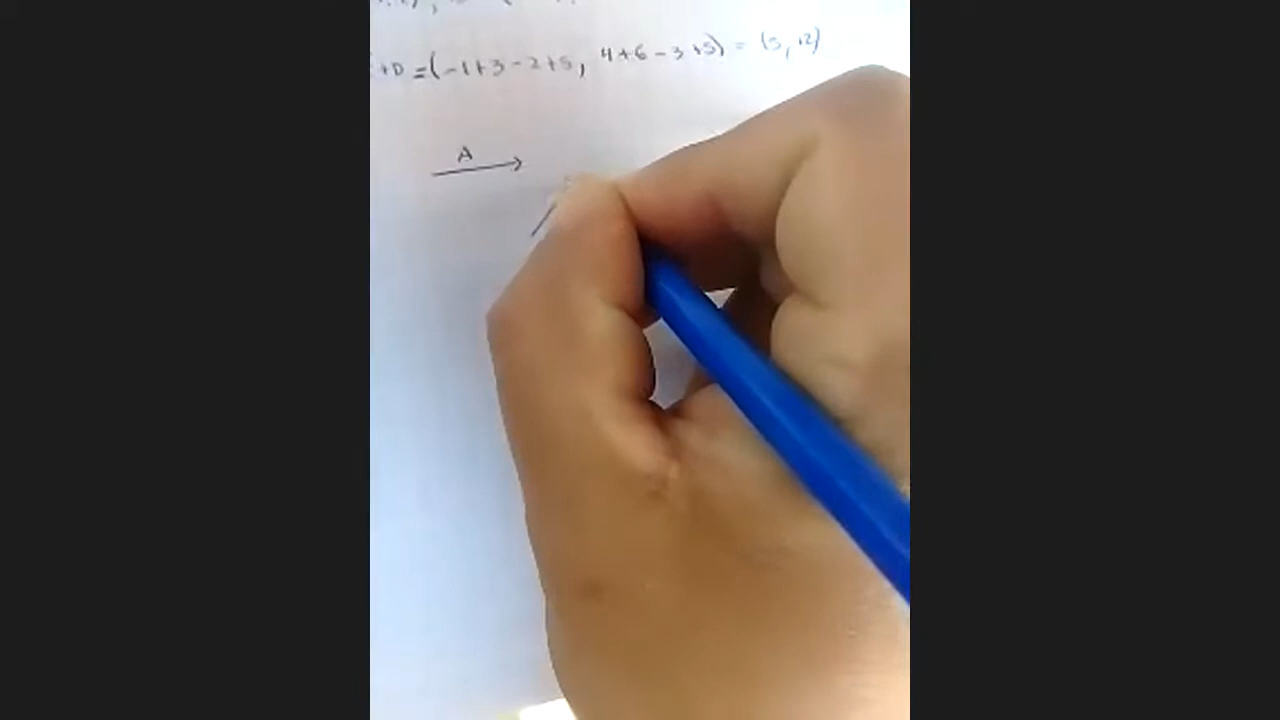 +D =(-1+3-2+5, 4+6-3+5) = (5, 12)
A